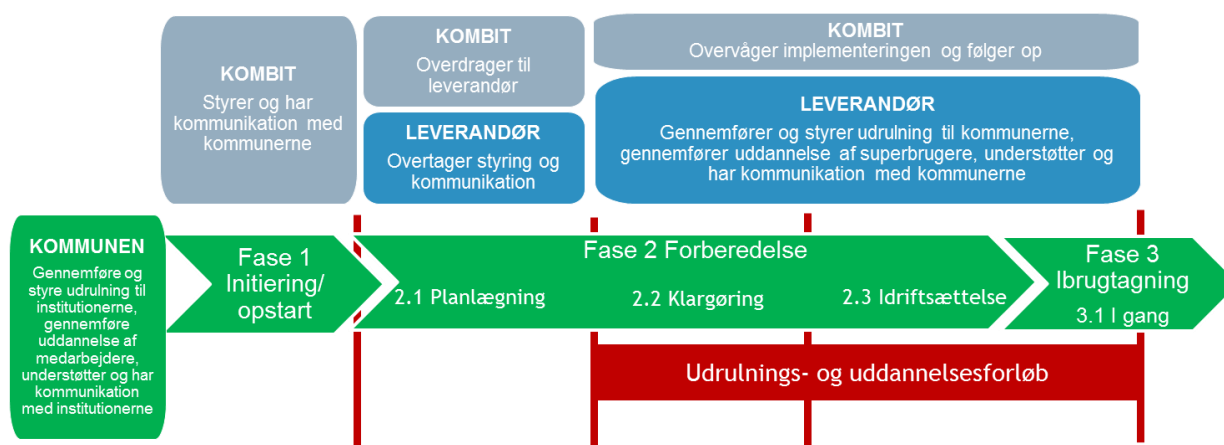 KOMBIT
Styrer og har
kommunikation med
kommunerne
KOMBIT
Overdrager til
leverandør
LEVERANDØR
Overtager styring og
kommunikation
KOMBIT
Overvåger implementeringen og følger op
LEVERANDØR
Gennemfører og styrer udrulning til kommunerne,
gennemfører uddannelse af superbrugere, understøtter og
har kommunikation med kommunerne
KOMMUNEN
Gennemføre og
styre udrulning til
institutionerne,
gennemføre
uddannelse af
medarbejdere,
understøtter og har
kommunikation
med institutionerne
Fase 1
Initiering/
opstart
Fase 2 Forberedelse
2.1 Planlægning
2.2 Klargøring
2.3 Idriftsættelse
Fase 3
Ibrugtagning
3.1 I gang
Udrulnings- og uddannelsesforløb